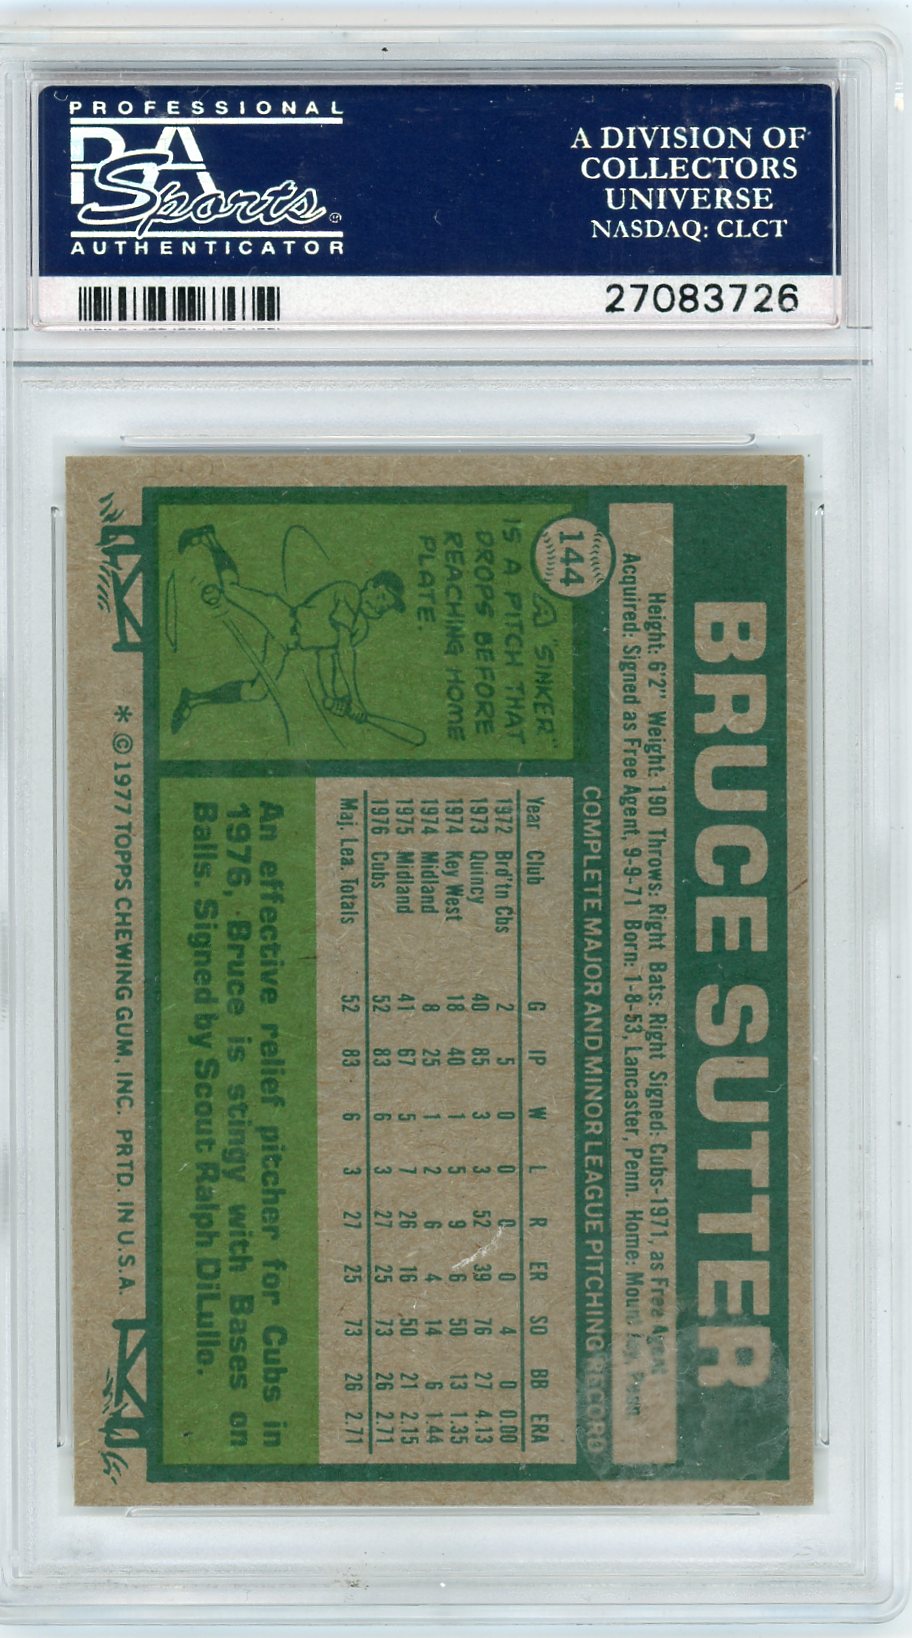 PROFESSIONAL
PSA
Sports
AUTHENTICATOR
A DIVISION OF
COLLECTORS
UNIVERSE
NASDAQ: CLCT
27083726
BRUCE SUTTER
Height: 6'2" Weight: 190 Throws: Right Bats: Right Signed: Cubs-1971, as Free Agent
Acquired: Signed as Free Agent, 9-9-71 Born: 1-8-53, Lancaster, Penn. Home: Mount Joy, Penn.
144
COMPLETE MAJOR AND MINOR LEAGUE PITCHING RECORD
A "SINKER"
IS A PITCH THAT
DROPS BEFORE
REACHING HOME
PLATE.
Year Club G IP W L R ER SO BB ERA
1972 Brd'tn Cbs 2 5 0 0 0 0 4 0 0.00
1973 Quincy 40 85 3 3 52 39 76 27 4.13
1974 Key West 18 40 1 5 9 6 50 13 1.35
1974 Midland 8 25 1 2 6 4 14 6 1.44
1975 Midland 41 67 5 7 26 16 50 21 2.15
1976 Cubs 52 83 6 3 27 25 73 26 2.71
Maj. Lea. Totals 52 83 6 3 27 25 73 26 2.71
An effective relief pitcher for Cubs in
1976, Bruce is stingy with Bases on
Balls. Signed by Scout Ralph DiLullo.
* © 1977 TOPPS CHEWING GUM, INC. PRTD. IN U.S.A.